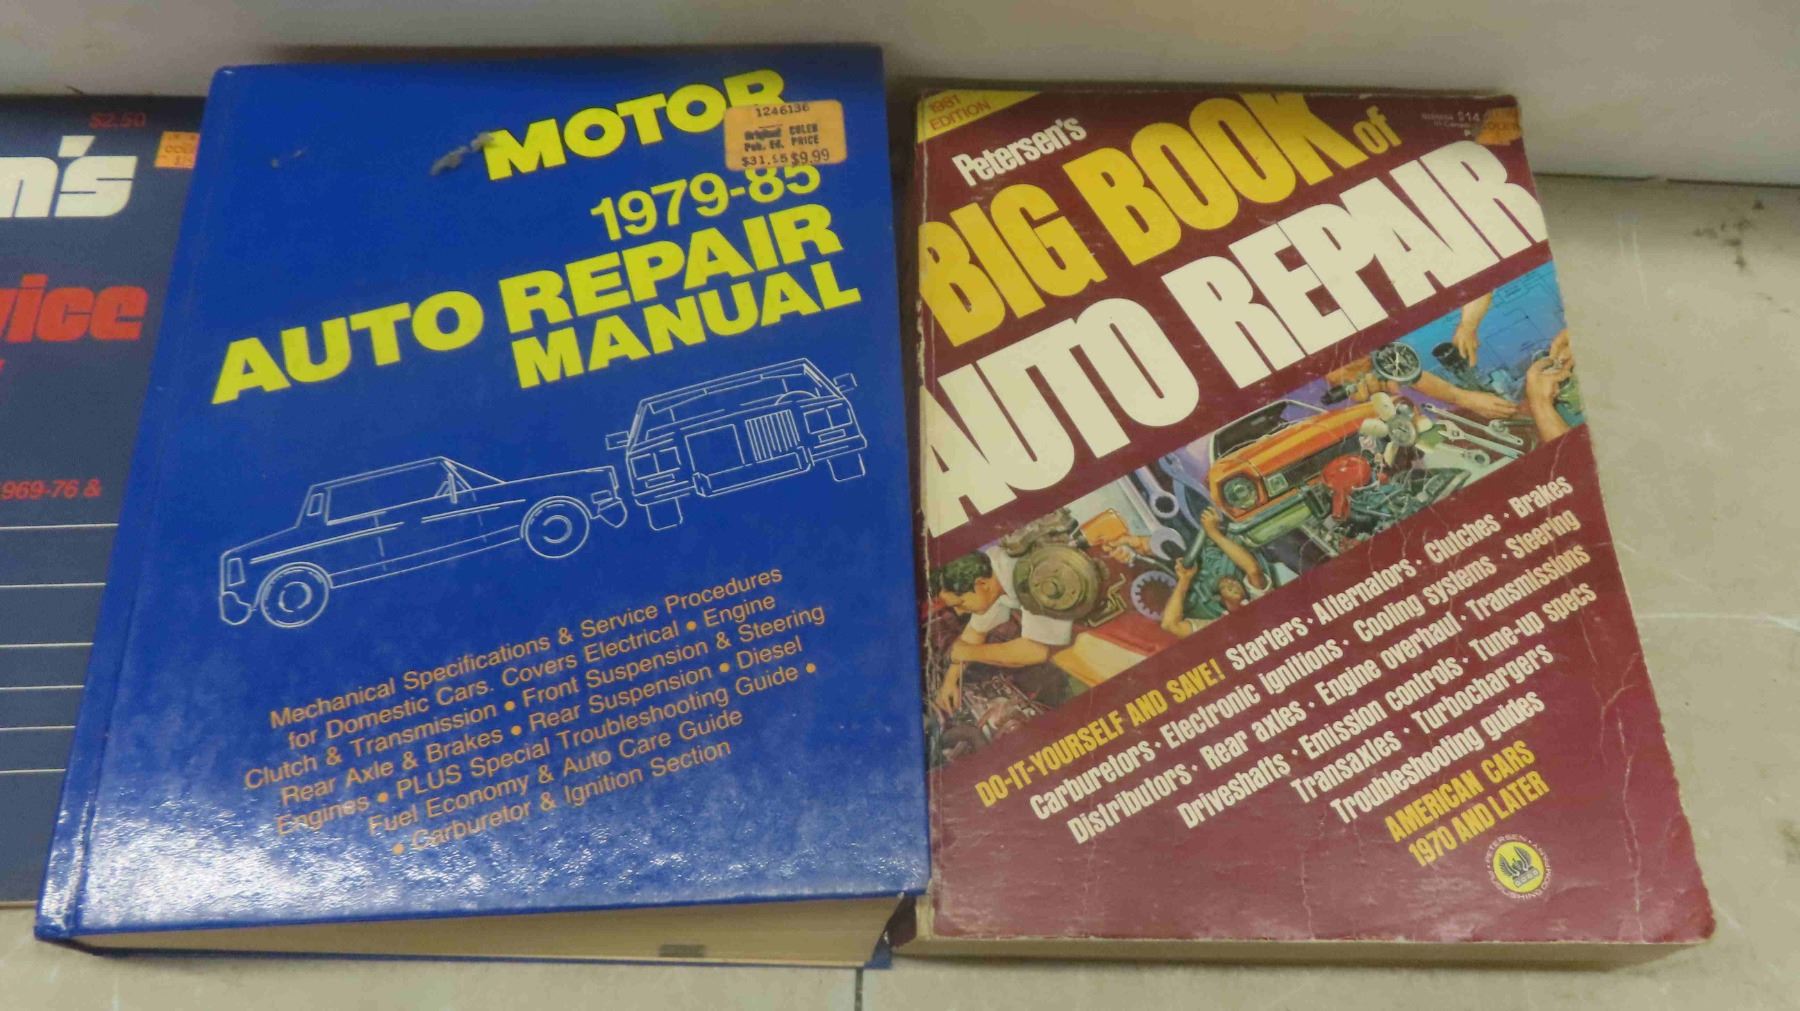 $2.50
n's
vice
1969-76 &
MOTOR
1246136
Original COLES
Pub. Ed. PRICE
$31.95 $9.99
1979-85
AUTO REPAIR
MANUAL
Mechanical Specifications & Service Procedures
for Domestic Cars. Covers Electrical • Engine
Clutch & Transmission • Front Suspension & Steering
Rear Axle & Brakes • Rear Suspension • Diesel
Engines • PLUS Special Troubleshooting Guide •
Fuel Economy & Auto Care Guide
• Carburetor & Ignition Section
1981
EDITION
Petersen's
BIG BOOK of
AUTO REPAIR
$14
DO-IT-YOURSELF AND SAVE! Starters · Alternators · Clutches · Brakes
Carburetors · Electronic ignitions · Cooling systems · Steering
Distributors · Rear axles · Engine overhaul · Transmissions
Driveshafts · Emission controls · Tune-up specs
Transaxles · Turbochargers
Troubleshooting guides
AMERICAN CARS
1970 AND LATER